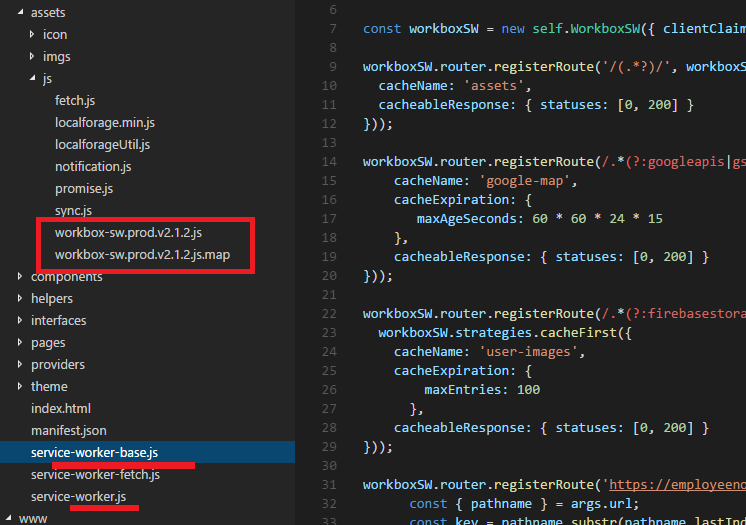 assets
icon
imgs
js
fetch.js
localforage.min.js
localforageUtil.js
notification.js
promise.js
sync.js
workbox-sw.prod.v2.1.2.js
workbox-sw.prod.v2.1.2.js.map
components
helpers
interfaces
pages
providers
theme
index.html
manifest.json
service-worker-base.js
service-worker-fetch.js
service-worker.js
www
6
7 const workboxSW = new self.WorkboxSW({ clientClaim
8
9 workboxSW.router.registerRoute('/(.*?)/', workboxS
10 cacheName: 'assets',
11 cacheableResponse: { statuses: [0, 200] }
12 }));
13
14 workboxSW.router.registerRoute(/.*(?:googleapis|gs
15 cacheName: 'google-map',
16 cacheExpiration: {
17 maxAgeSeconds: 60 * 60 * 24 * 15
18 },
19 cacheableResponse: { statuses: [0, 200] }
20 }));
21
22 workboxSW.router.registerRoute(/.*(?:firebasestora
23 workboxSW.strategies.cacheFirst({
24 cacheName: 'user-images',
25 cacheExpiration: {
26 maxEntries: 100
27 },
28 cacheableResponse: { statuses: [0, 200] }
29 }));
30
31 workboxSW.router.registerRoute('https://employeeno
32 const { pathname } = args.url;
33 const key = pathname.substr(pathname.lastInd